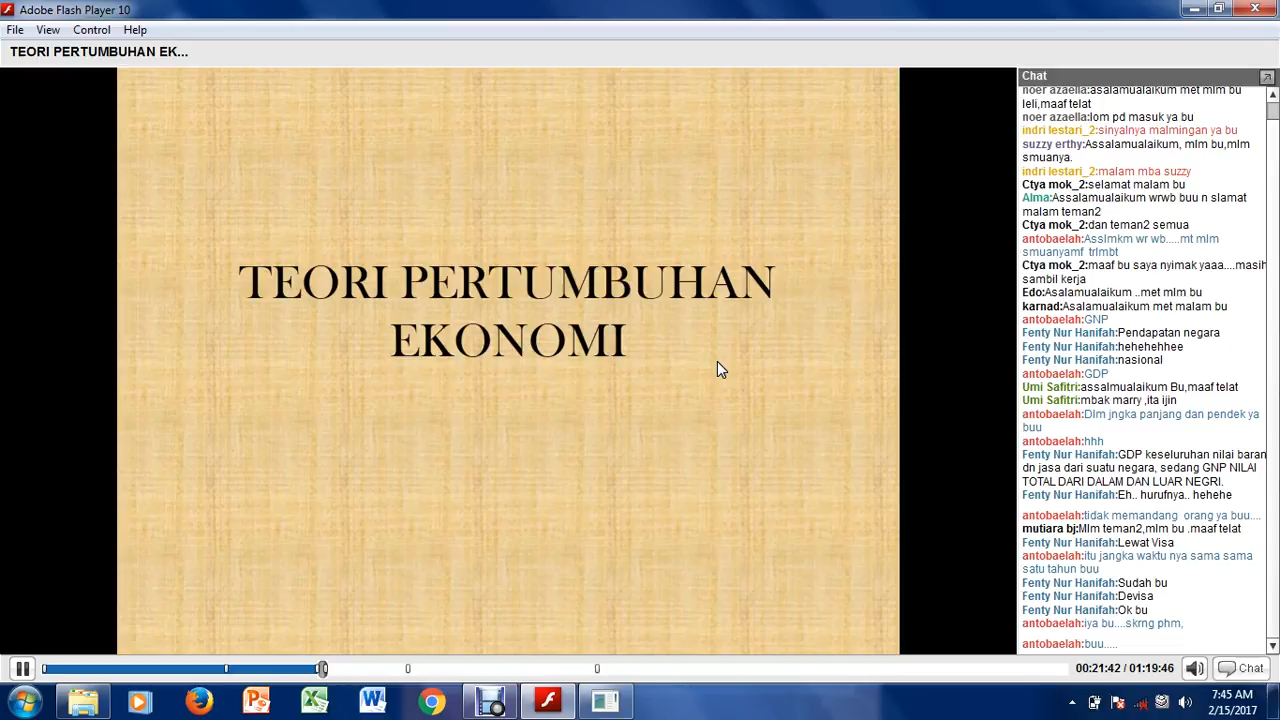 Adobe Flash Player 10
File View Control Help
TEORI PERTUMBUHAN EK...
TEORI PERTUMBUHAN
EKONOMI
Chat
noer azaella:asalamualaikum met mlm bu
leli,maaf telat
noer azaella:lom pd masuk ya bu
indri lestari_2:sinyalnya malmingan ya bu
suzzy erthy:Assalamualaikum, mlm bu,mlm
smuanya.
indri lestari_2:malam mba suzzy
Ctya mok_2:selamat malam bu
Alma:Assalamualaikum wrwb buu n slamat
malam teman2
Ctya mok_2:dan teman2 semua
antobaelah:Asslmkm wr wb.....mt mlm
smuanyamf trlmbt
Ctya mok_2:maaf bu saya nyimak yaaa....masih
sambil kerja
Edo:Asalamualaikum ..met mlm bu
karnad:Asalamualaikum met malam bu
antobaelah:GNP
Fenty Nur Hanifah:Pendapatan negara
Fenty Nur Hanifah:hehehehhee
Fenty Nur Hanifah:nasional
antobaelah:GDP
Umi Safitri:assalmualaikum Bu,maaf telat
Umi Safitri:mbak marry ,ita ijin
antobaelah:Dlm jngka panjang dan pendek ya
buu
antobaelah:hhh
Fenty Nur Hanifah:GDP keseluruhan nilai baran
dn jasa dari suatu negara, sedang GNP NILAI
TOTAL DARI DALAM DAN LUAR NEGRI.
Fenty Nur Hanifah:Eh.. hurufnya.. hehehe
antobaelah:tidak memandang orang ya buu....
mutiara bj:Mlm teman2,mlm bu .maaf telat
Fenty Nur Hanifah:Lewat Visa
antobaelah:itu jangka waktu nya sama sama
satu tahun buu
Fenty Nur Hanifah:Sudah bu
Fenty Nur Hanifah:Devisa
Fenty Nur Hanifah:Ok bu
antobaelah:iya bu....skrng phm,
antobaelah:buu.....
00:21:42 / 01:19:46
Chat
7:45 AM
2/15/2017